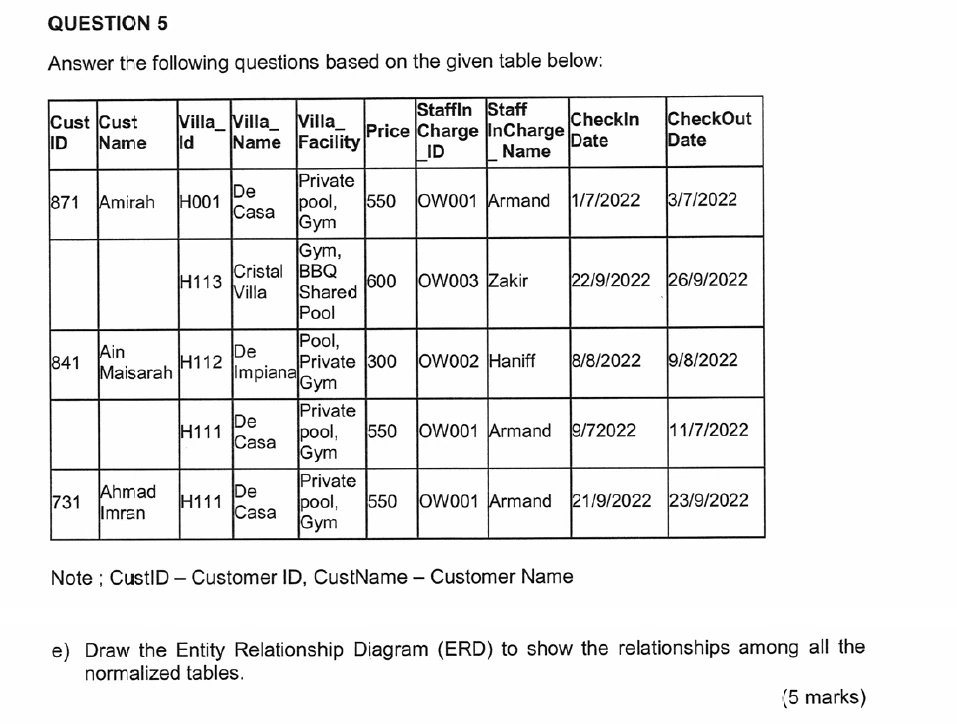 QUESTION 5
Answer the following questions based on the given table below:
Cust ID Cust Name Villa_ Id Villa_ Name Villa_ Facility Price StaffIn Charge _ID Staff InCharge _ Name CheckIn Date CheckOut Date
871 Amirah H001 De Casa Private pool, Gym 550 OW001 Armand 1/7/2022 3/7/2022
H113 Cristal Villa Gym, BBQ Shared Pool 600 OW003 Zakir 22/9/2022 26/9/2022
841 Ain Maisarah H112 De Impiana Pool, Private Gym 300 OW002 Haniff 8/8/2022 9/8/2022
H111 De Casa Private pool, Gym 550 OW001 Armand 9/72022 11/7/2022
731 Ahmad Imran H111 De Casa Private pool, Gym 550 OW001 Armand 21/9/2022 23/9/2022
Note ; CustID – Customer ID, CustName – Customer Name
e) Draw the Entity Relationship Diagram (ERD) to show the relationships among all the
normalized tables.
(5 marks)